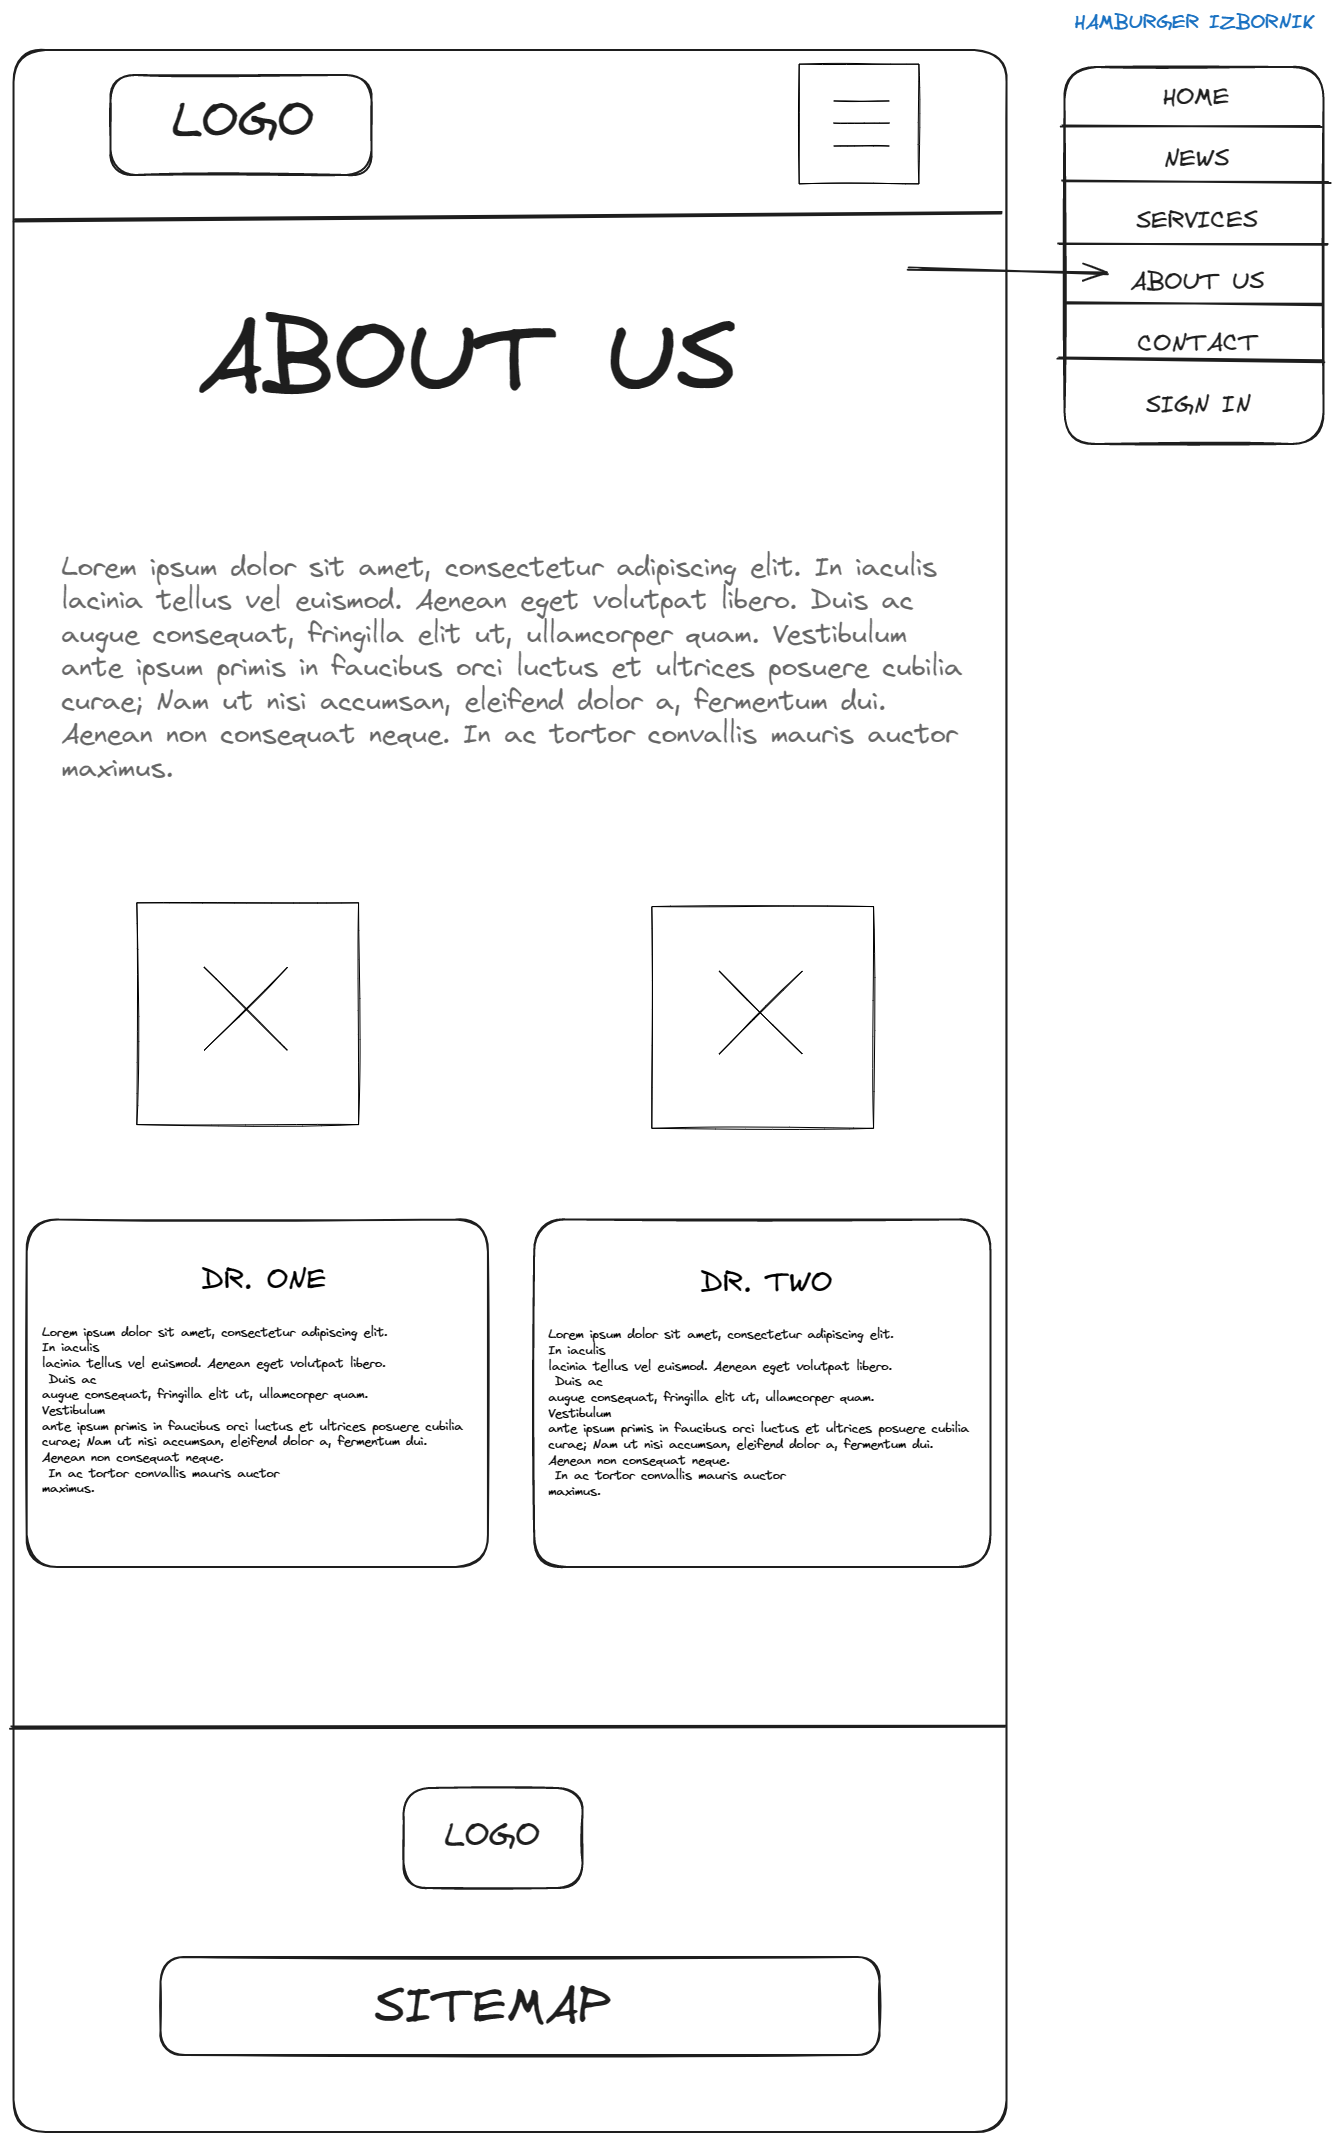 HAMBURGER IZBORNIK
LOGO
HOME
NEWS
SERVICES
ABOUT US
CONTACT
SIGN IN
ABOUT US
Lorem ipsum dolor sit amet, consectetur adipiscing elit. In iaculis
lacinia tellus vel euismod. Aenean eget volutpat libero. Duis ac
augue consequat, fringilla elit ut, ullamcorper quam. Vestibulum
ante ipsum primis in faucibus orci luctus et ultrices posuere cubilia
curae; Nam ut nisi accumsan, eleifend dolor a, fermentum dui.
Aenean non consequat neque. In ac tortor convallis mauris auctor
maximus.
DR. ONE
Lorem ipsum dolor sit amet, consectetur adipiscing elit.
In iaculis
lacinia tellus vel euismod. Aenean eget volutpat libero.
Duis ac
augue consequat, fringilla elit ut, ullamcorper quam.
Vestibulum
ante ipsum primis in faucibus orci luctus et ultrices posuere cubilia
curae; Nam ut nisi accumsan, eleifend dolor a, fermentum dui.
Aenean non consequat neque.
In ac tortor convallis mauris auctor
maximus.
DR. TWO
Lorem ipsum dolor sit amet, consectetur adipiscing elit.
In iaculis
lacinia tellus vel euismod. Aenean eget volutpat libero.
Duis ac
augue consequat, fringilla elit ut, ullamcorper quam.
Vestibulum
ante ipsum primis in faucibus orci luctus et ultrices posuere cubilia
curae; Nam ut nisi accumsan, eleifend dolor a, fermentum dui.
Aenean non consequat neque.
In ac tortor convallis mauris auctor
maximus.
LOGO
SITEMAP